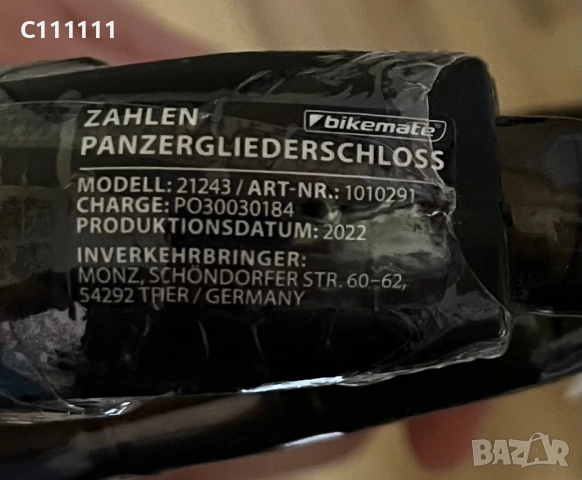 C111111
ZAHLEN-
bikemate
PANZERGLIEDERSCHLOSS
MODELL: 21243 / ART-NR.: 1010291
CHARGE: PO30030184
PRODUKTIONSDATUM: 2022
INVERKEHRBRINGER:
MONZ, SCHÖNDORFER STR. 60–62,
54292 TRIER / GERMANY
BAZAR